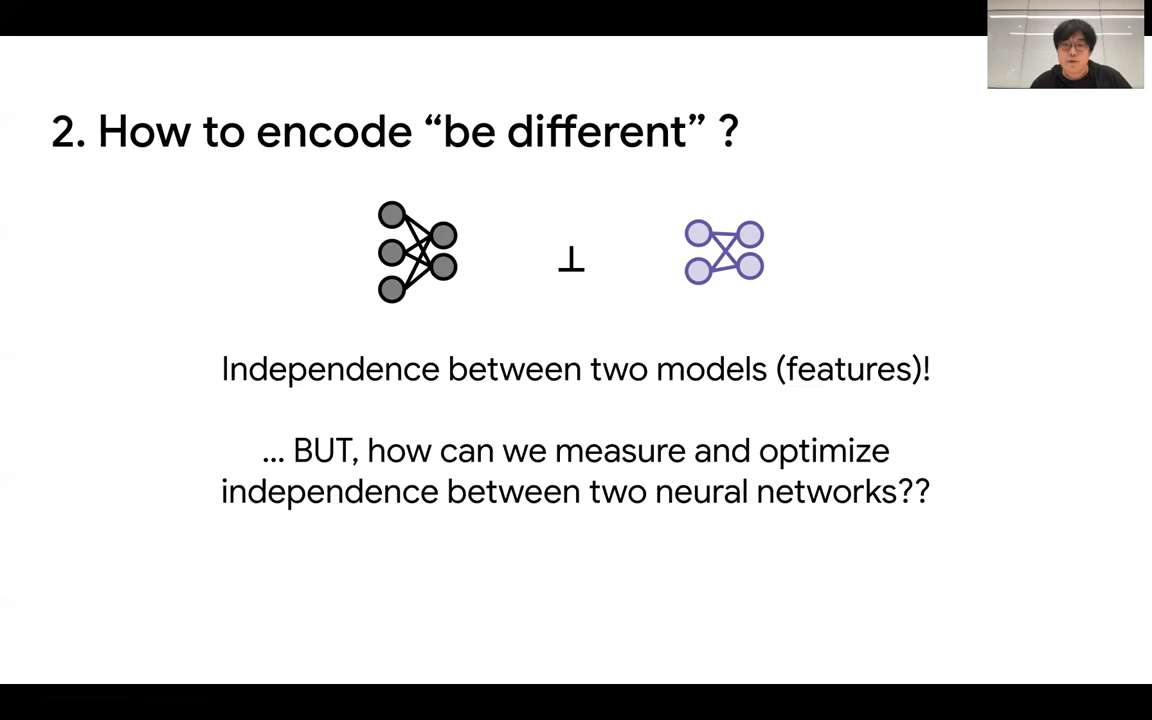 2. How to encode “be different” ?
⊥
Independence between two models (features)!
... BUT, how can we measure and optimize
independence between two neural networks??